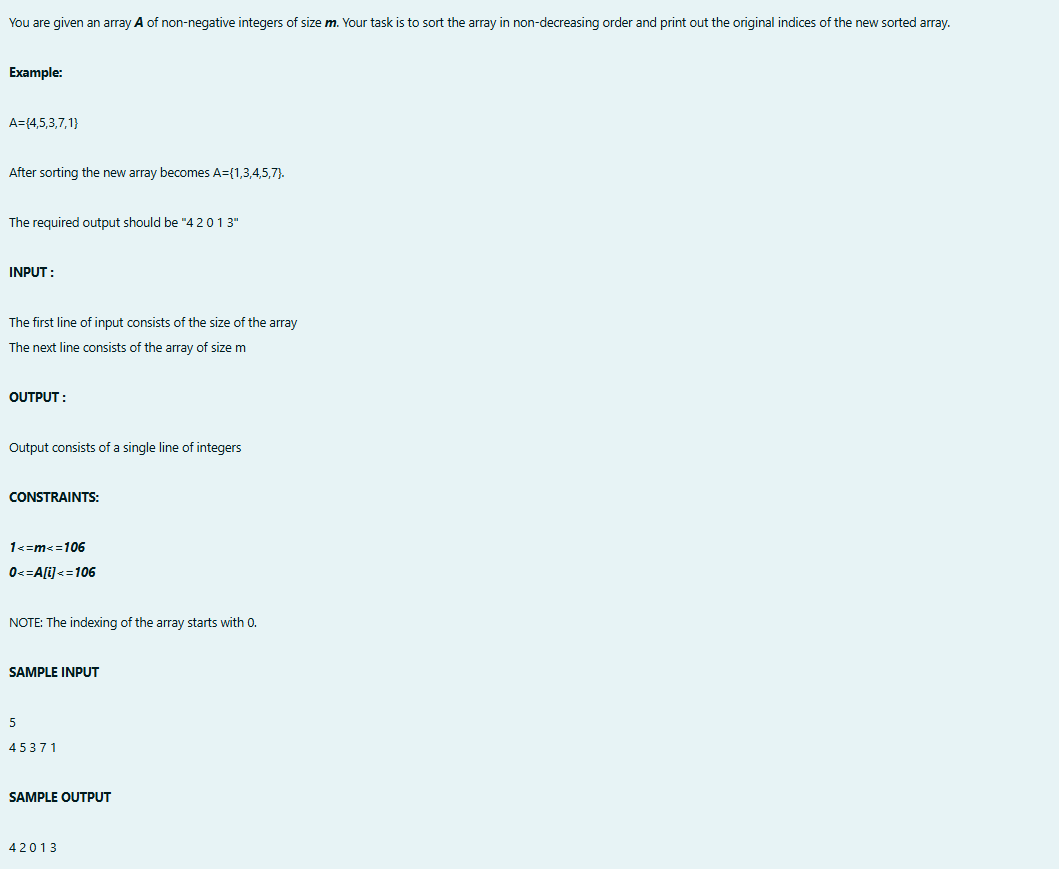 You are given an array A of non-negative integers of size m. Your task is to sort the array in non-decreasing order and print out the original indices of the new sorted array.
Example:
A={4,5,3,7,1}
After sorting the new array becomes A={1,3,4,5,7}.
The required output should be "4 2 0 1 3"
INPUT :
The first line of input consists of the size of the array
The next line consists of the array of size m
OUTPUT :
Output consists of a single line of integers
CONSTRAINTS:
1<=m<=106
0<=A[i]<=106
NOTE: The indexing of the array starts with 0.
SAMPLE INPUT
5
4 5 3 7 1
SAMPLE OUTPUT
4 2 0 1 3